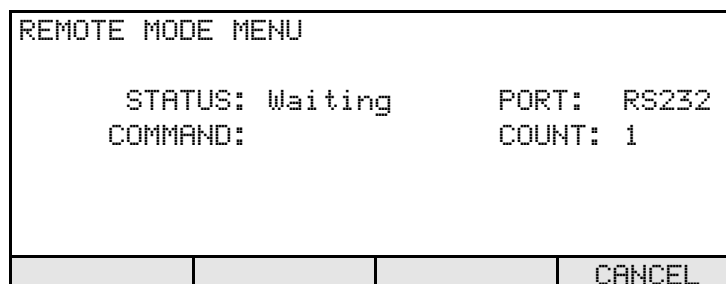 REMOTE MODE MENU
STATUS: Waiting PORT: RS232
COMMAND: COUNT: 1
CANCEL